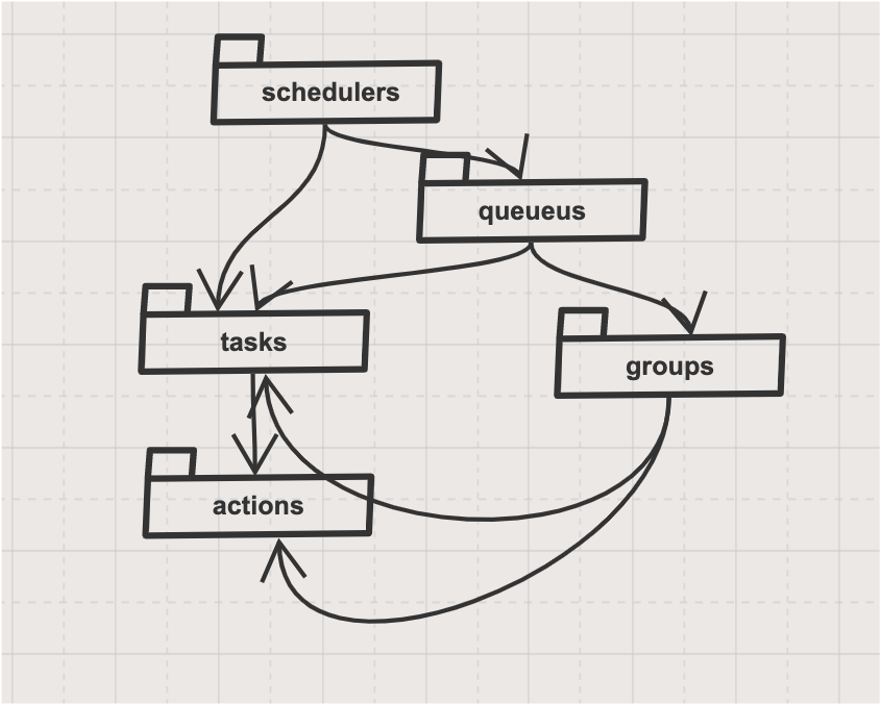 schedulers
queueus
tasks
groups
actions